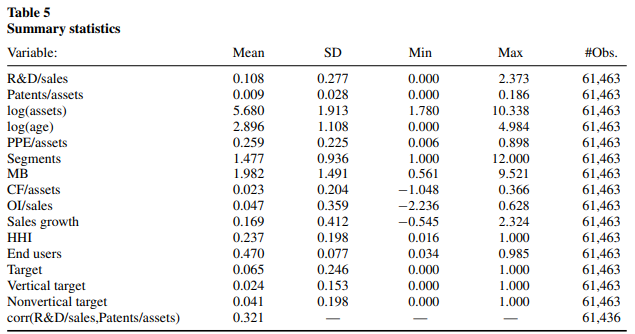 Table 5
Summary statistics
Variable: Mean SD Min Max #Obs.
R&D/sales 0.108 0.277 0.000 2.373 61,463
Patents/assets 0.009 0.028 0.000 0.186 61,463
log(assets) 5.680 1.913 1.780 10.338 61,463
log(age) 2.896 1.108 0.000 4.984 61,463
PPE/assets 0.259 0.225 0.006 0.898 61,463
Segments 1.477 0.936 1.000 12.000 61,463
MB 1.982 1.491 0.561 9.521 61,463
CF/assets 0.023 0.204 −1.048 0.366 61,463
OI/sales 0.047 0.359 −2.236 0.628 61,463
Sales growth 0.169 0.412 −0.545 2.324 61,463
HHI 0.237 0.198 0.016 1.000 61,463
End users 0.470 0.077 0.034 0.985 61,463
Target 0.065 0.246 0.000 1.000 61,463
Vertical target 0.024 0.153 0.000 1.000 61,463
Nonvertical target 0.041 0.198 0.000 1.000 61,463
corr(R&D/sales,Patents/assets) 0.321 — — — 61,436